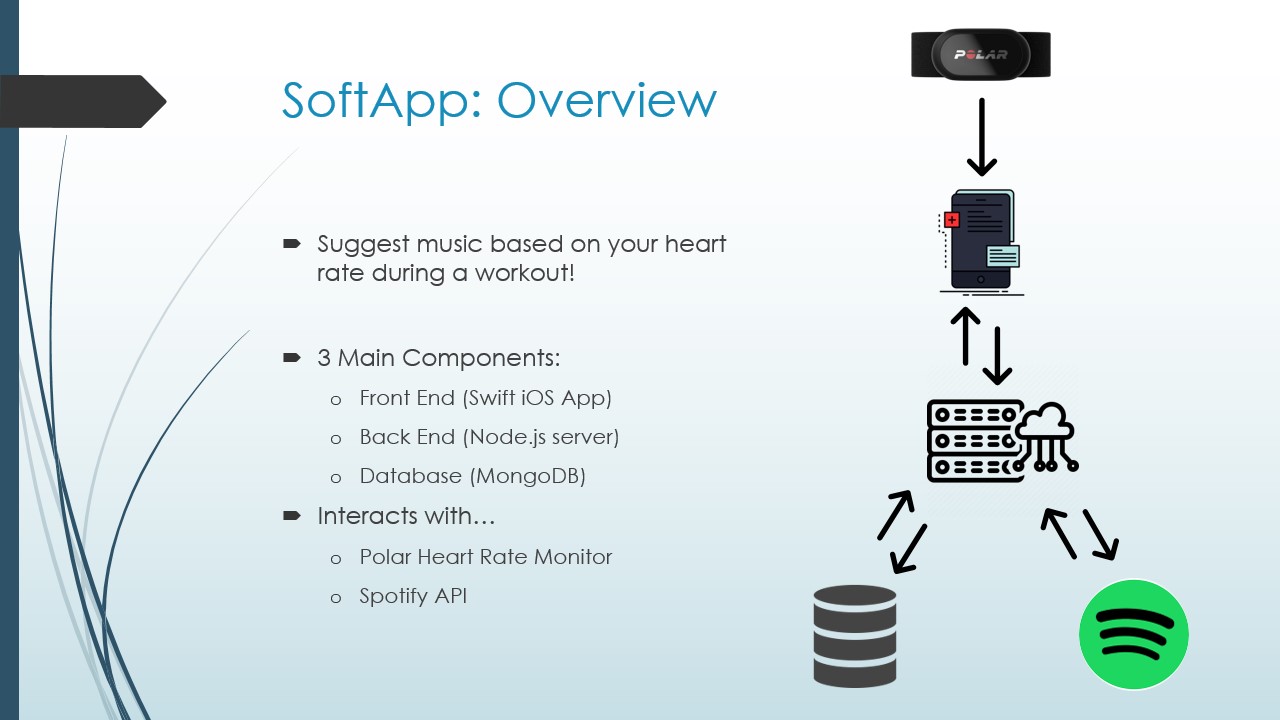 SoftApp: Overview
Suggest music based on your heart
rate during a workout!
3 Main Components:
Front End (Swift iOS App)
Back End (Node.js server)
Database (MongoDB)
Interacts with…
Polar Heart Rate Monitor
Spotify API
POLAR